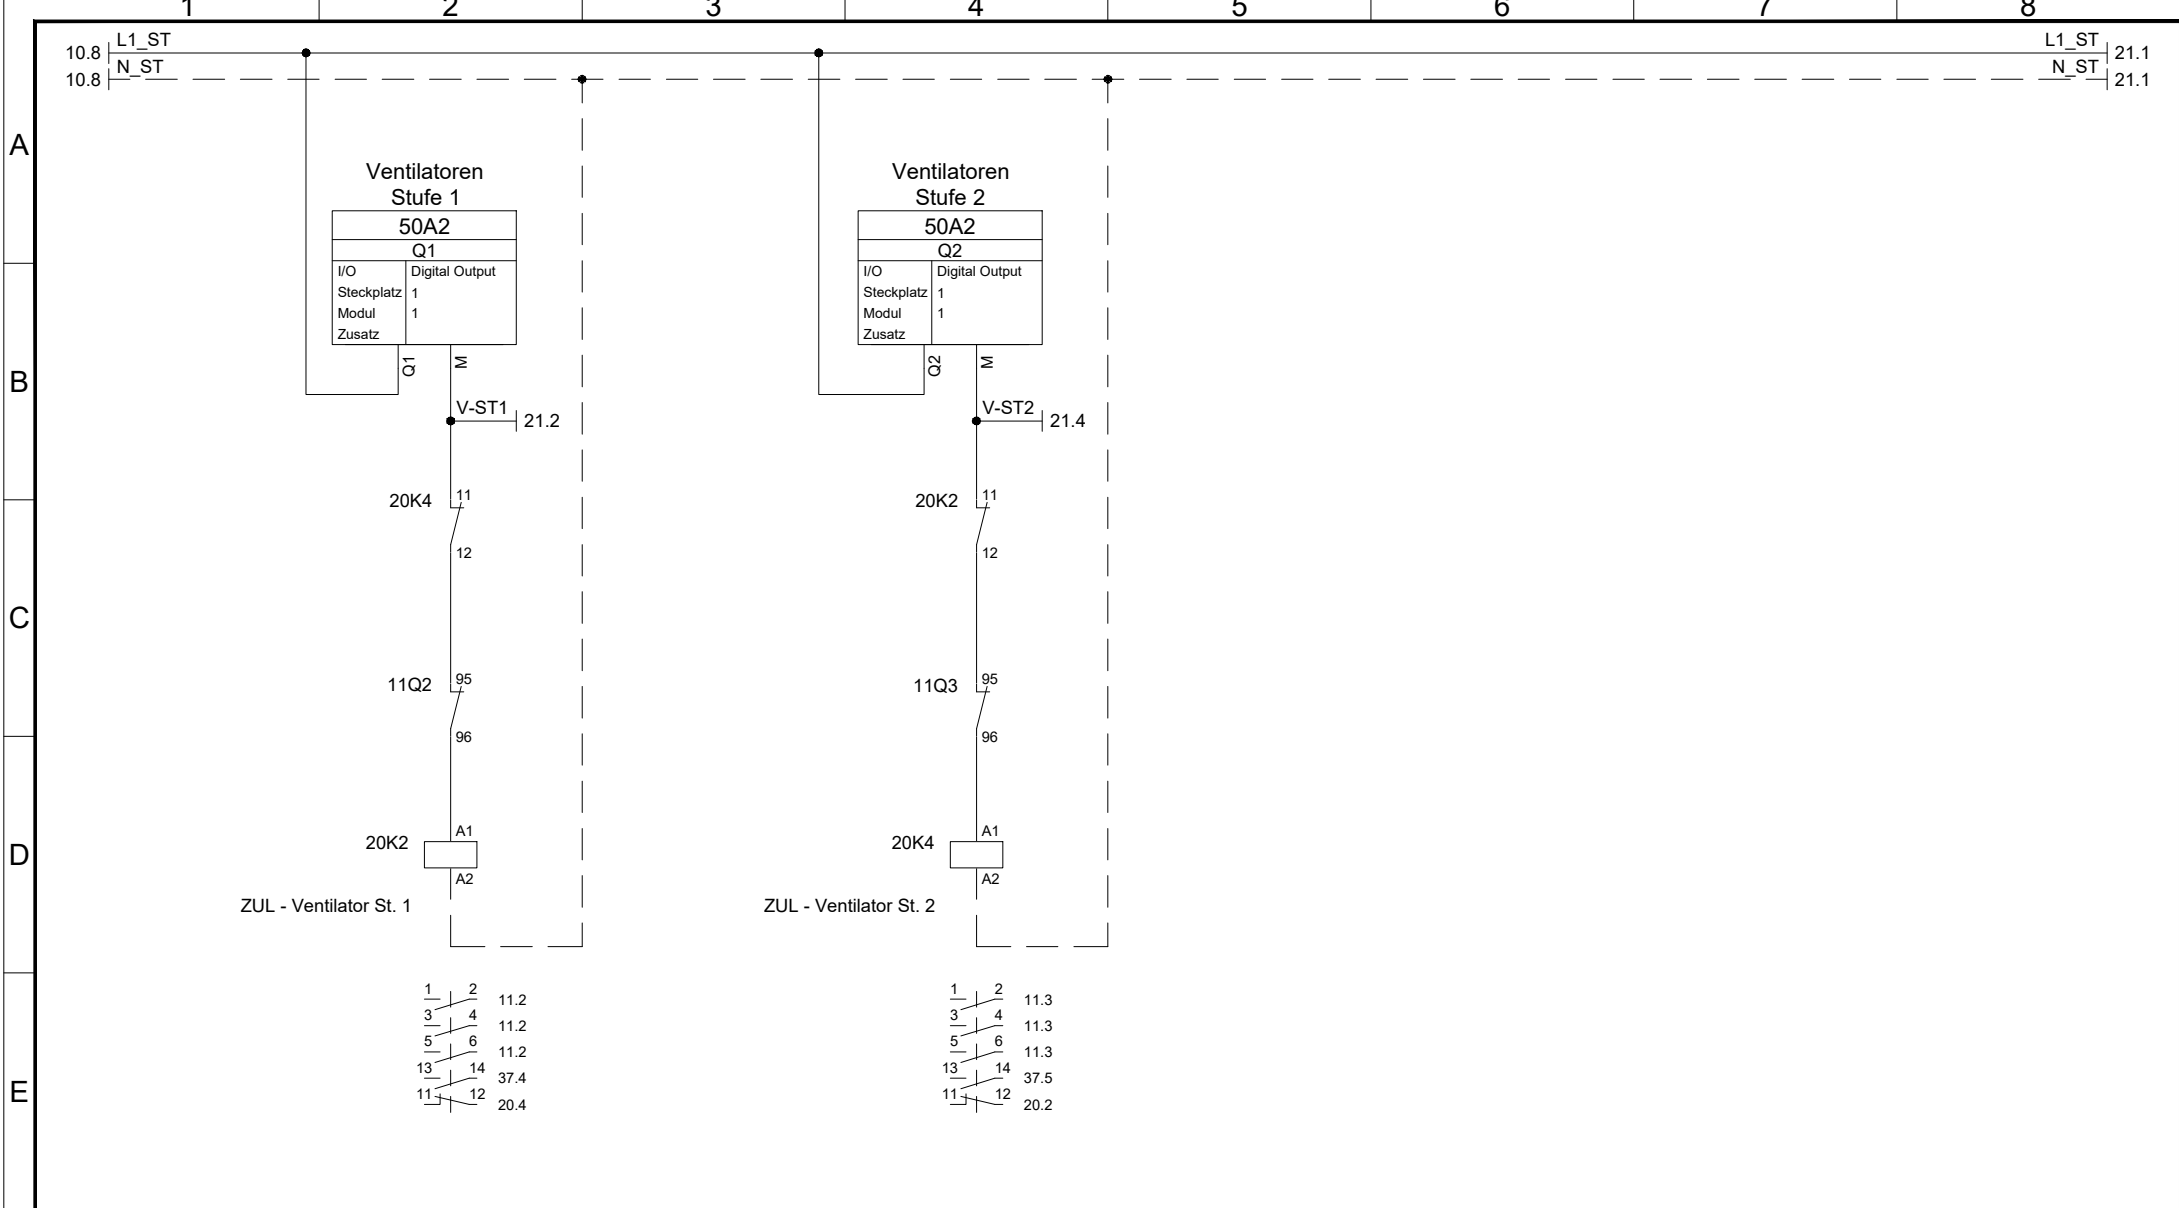 1 2 3 4 5 6 7 8
10.8 L1_ST L1_ST 21.1
10.8 N_ST N_ST 21.1
A
Ventilatoren Ventilatoren
Stufe 1 Stufe 2
50A2 50A2
Q1 Q2
I/O Digital Output I/O Digital Output
Steckplatz 1 Steckplatz 1
Modul 1 Modul 1
Zusatz Zusatz
Q1 M Q2 M
B
V-ST1 21.2 V-ST2 21.4
20K4 11 20K2 11
12 12
C
11Q2 95 11Q3 95
96 96
20K2 A1 20K4 A1
D
A2 A2
ZUL - Ventilator St. 1 ZUL - Ventilator St. 2
1 2 11.2 1 2 11.3
3 4 11.2 3 4 11.3
5 6 11.2 5 6 11.3
13 14 37.4 13 14 37.5
E
11 12 20.4 11 12 20.2